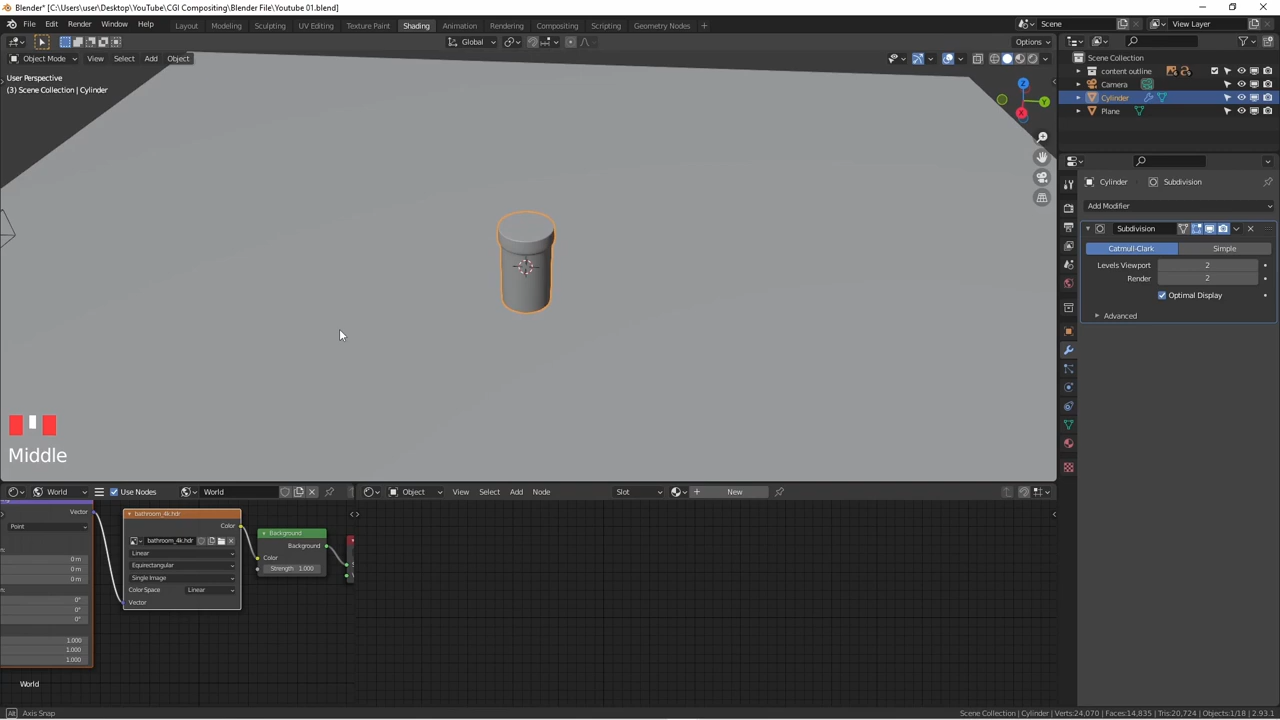 Blender* [C:\Users\user\Desktop\YouTube\CGI Compositing\Blender File\Youtube 01.blend]
File Edit Render Window Help Layout Modeling Sculpting UV Editing Texture Paint Shading Animation Rendering Compositing Scripting Geometry Nodes + Scene View Layer
Global Options
Object Mode View Select Add Object
User Perspective
(3) Scene Collection | Cylinder
Scene Collection
content outline
Camera
Cylinder
Plane
Z
Y
X
Cylinder Subdivision
Add Modifier
Subdivision
Catmull-Clark Simple
Levels Viewport 2
Render 2
Optimal Display
Advanced
Middle
World Use Nodes World
Object View Select Add Node Slot New
Vector
Point
0 m
0 m
0 m
0°
0°
0°
1.000
1.000
1.000
bathroom_4k.hdr
Color
bathroom_4k.hdr
Linear
Equirectangular
Single Image
Color Space Linear
Vector
Background
Background
Color
Strength 1.000
World
Axis Snap
Scene Collection | Cylinder | Verts:24,070 | Faces:14,835 | Tris:20,724 | Objects:1/18 | 2.93.1